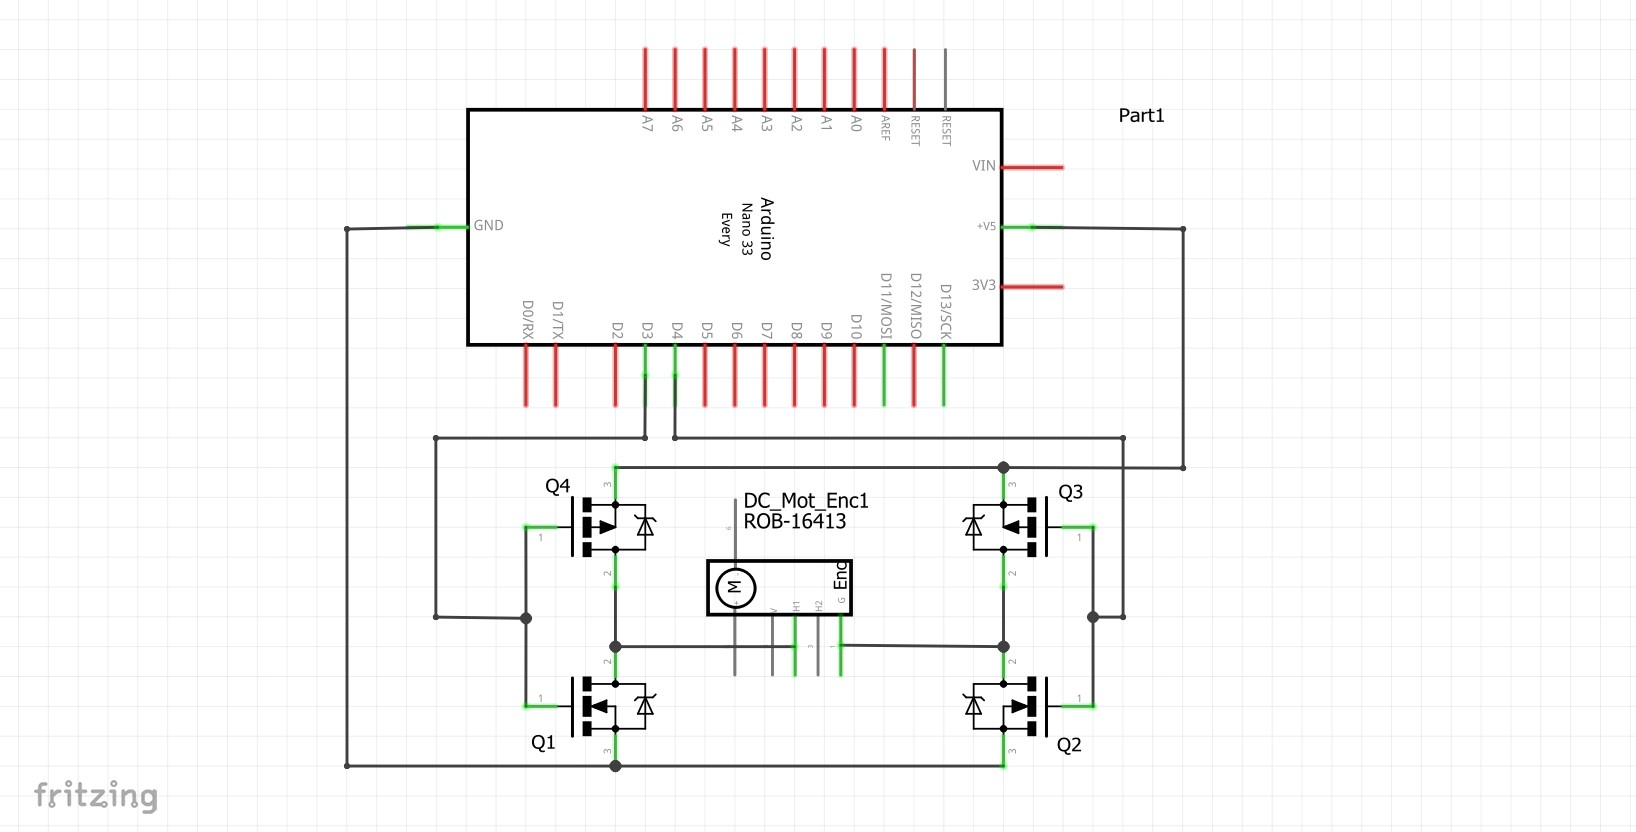 A7
A6
A5
A4
A3
A2
A1
A0
AREF
RESET
RESET
Part1
VIN
GND
+V5
3V3
Arduino
Nano 33
Every
D0/RX
D1/TX
D2
D3
D4
D5
D6
D7
D8
D9
D10
D11/MOSI
D12/MISO
D13/SCK
Q4
3
1
2
DC_Mot_Enc1
ROB-16413
Q3
3
1
2
M
+
Enc
V
H1
H2
G
3
1
Q1
2
1
3
Q2
2
1
3
fritzing